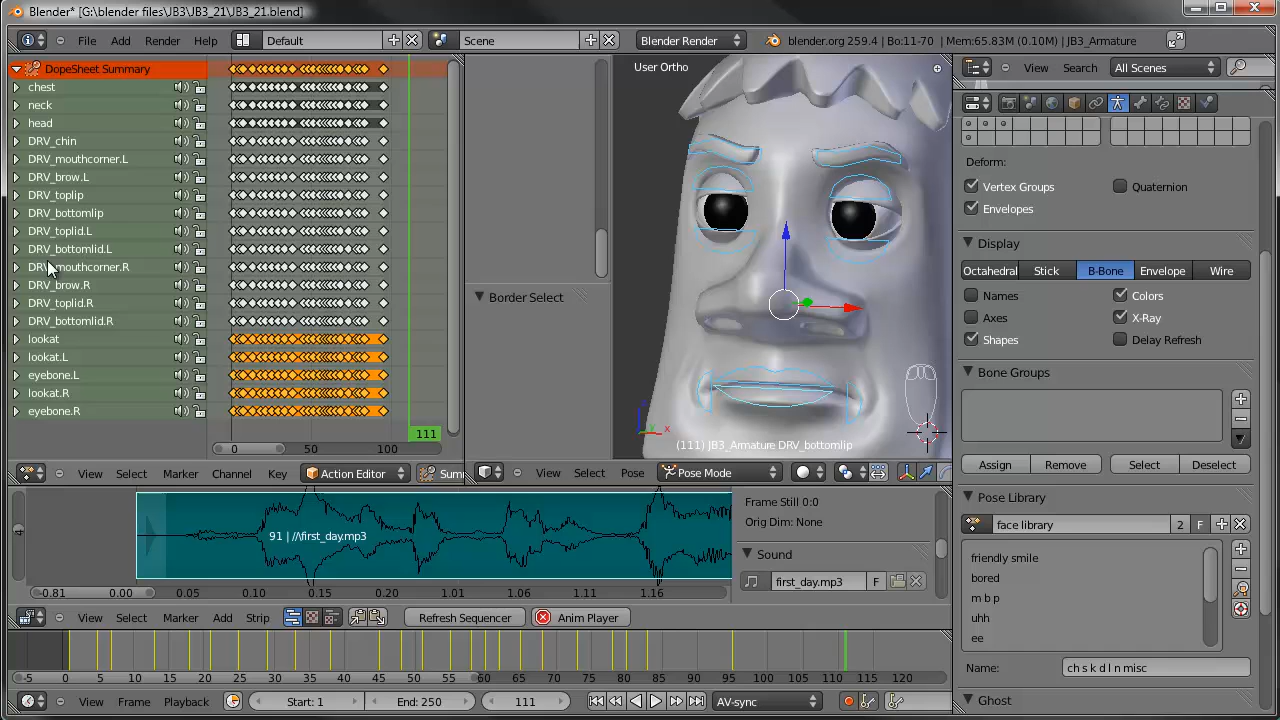 Blender* [G:\blender files\JB3\JB3_21\JB3_21.blend]
File Add Render Help Default Scene Blender Render blender.org 259.4 | Bo:11-70 | Mem:65.83M (0.10M) | JB3_Armature
DopeSheet Summary
chest
neck
head
DRV_chin
DRV_mouthcorner.L
DRV_brow.L
DRV_toplip
DRV_bottomlip
DRV_toplid.L
DRV_bottomlid.L
DRV_mouthcorner.R
DRV_brow.R
DRV_toplid.R
DRV_bottomlid.R
lookat
lookat.L
eyebone.L
lookat.R
eyebone.R
111
0 50 100
View Select Marker Channel Key Action Editor Summ
Border Select
User Ortho
z y x
(111) JB3_Armature DRV_bottomlip
View Select Pose Pose Mode
View Search All Scenes
Deform:
Vertex Groups Quaternion
Envelopes
Display
Octahedral Stick B-Bone Envelope Wire
Names Colors
Axes X-Ray
Shapes Delay Refresh
Bone Groups
Assign Remove Select Deselect
Pose Library
face library 2 F
friendly smile
bored
m b p
uhh
ee
Name: ch s k d l n misc
Ghost
4
91 | //first_day.mp3
-0.81 0.00 0.05 0.10 0.15 0.20 1.01 1.06 1.11 1.16
Frame Still 0:0
Orig Dim: None
Sound
first_day.mp3 F
View Select Marker Add Strip Refresh Sequencer Anim Player
-5 0 5 10 15 20 25 30 35 40 45 50 55 60 65 70 75 80 85 90 95 100 105 110 115 120
View Frame Playback Start: 1 End: 250 111 AV-sync